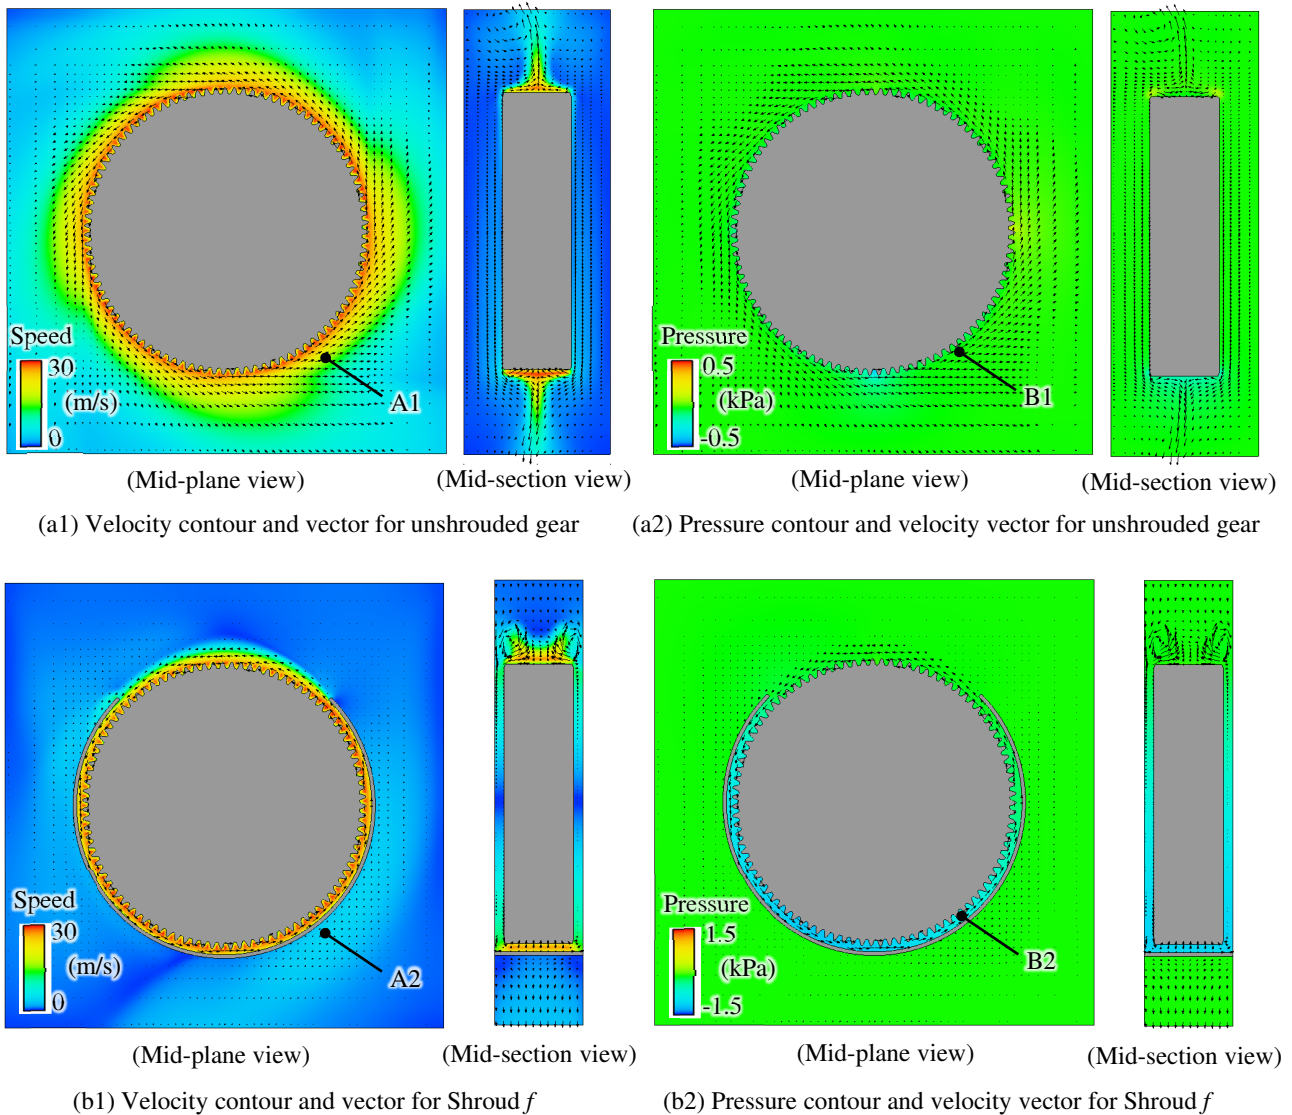 Speed
30
(m/s)
0
A1
(Mid-plane view)
(Mid-section view)
(a1) Velocity contour and vector for unshrouded gear
Pressure
0.5
(kPa)
-0.5
B1
(Mid-plane view)
(Mid-section view)
(a2) Pressure contour and velocity vector for unshrouded gear
Speed
30
(m/s)
0
A2
(Mid-plane view)
(Mid-section view)
(b1) Velocity contour and vector for Shroud f
Pressure
1.5
(kPa)
-1.5
B2
(Mid-plane view)
(Mid-section view)
(b2) Pressure contour and velocity vector for Shroud f